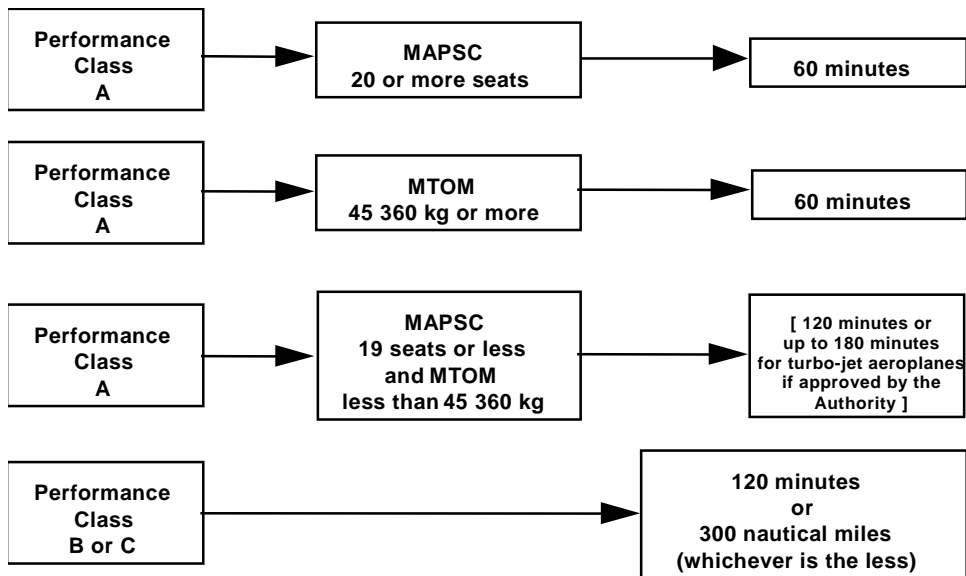 Performance
Class
A
MAPSC
20 or more seats
60 minutes
Performance
Class
A
MTOM
45 360 kg or more
60 minutes
Performance
Class
A
MAPSC
19 seats or less
and MTOM
less than 45 360 kg
[ 120 minutes or
up to 180 minutes
for turbo-jet aeroplanes
if approved by the
Authority ]
Performance
Class
B or C
120 minutes
or
300 nautical miles
(whichever is the less)